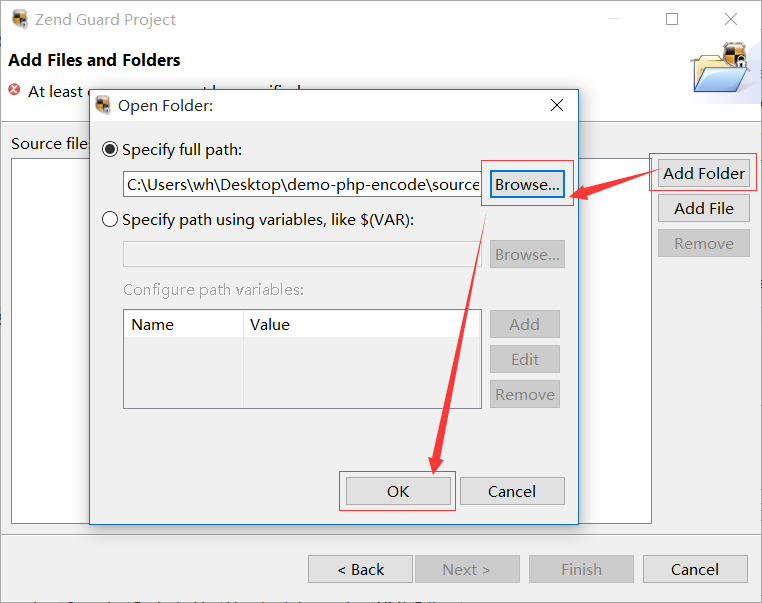 Zend Guard Project
Add Files and Folders
At least
Open Folder:
Source file
Specify full path:
C:\Users\wh\Desktop\demo-php-encode\source
Browse...
Add Folder
Specify path using variables, like $(VAR):
Add File
Browse...
Remove
Configure path variables:
Name Value
Add
Edit
Remove
OK Cancel
< Back Next > Finish Cancel